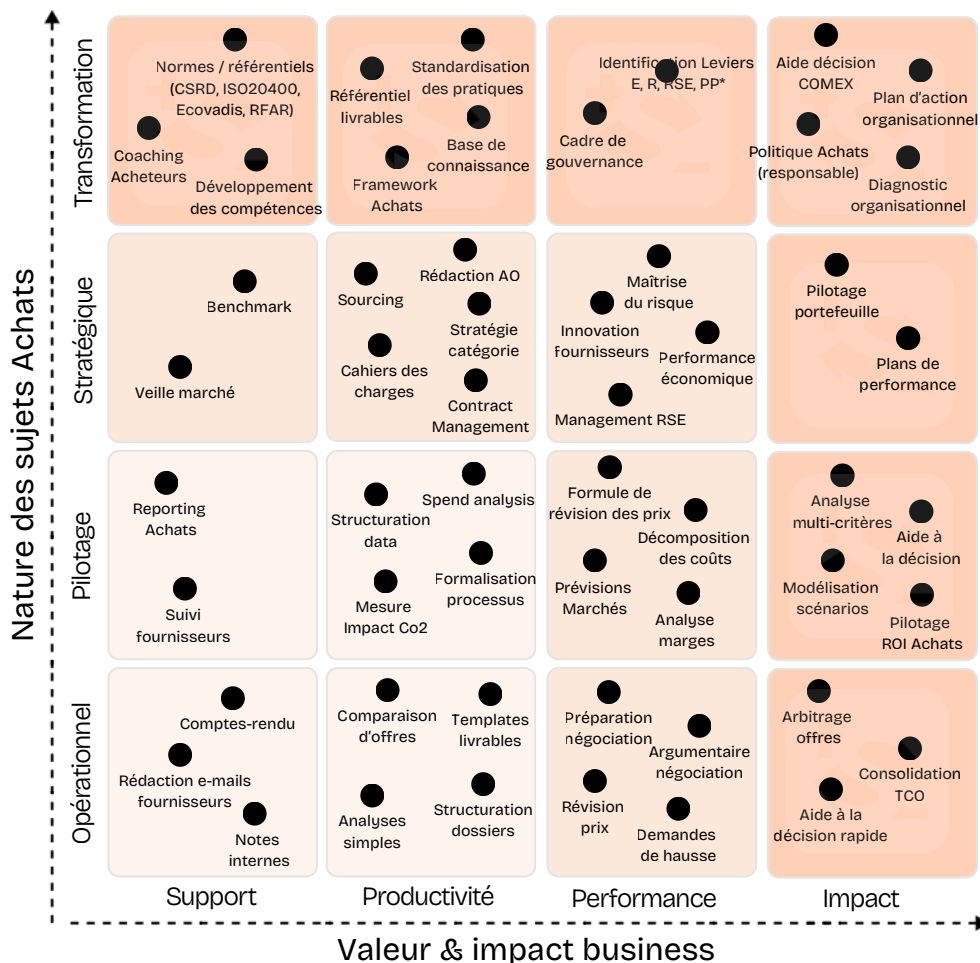 Nature des sujets Achats
Transformation
Normes / référentiels
(CSRD, ISO20400,
Ecovadis, RFAR)
Coaching
Acheteurs
Développement
des compétences
Référentiel
livrables
Standardisation
des pratiques
Base de
connaissance
Framework
Achats
Identification Leviers
E, R, RSE, PP*
Cadre de
gouvernance
Aide décision
COMEX
Plan d'action
organisationnel
Politique Achats
(responsable)
Diagnostic
organisationnel
Stratégique
Benchmark
Veille marché
Sourcing
Rédaction AO
Stratégie
catégorie
Cahiers des
charges
Contract
Management
Maîtrise
du risque
Innovation
fournisseurs
Performance
économique
Management RSE
Pilotage
portefeuille
Plans de
performance
Pilotage
Reporting
Achats
Suivi
fournisseurs
Structuration
data
Spend analysis
Mesure
Impact Co2
Formalisation
processus
Formule de
révision des prix
Décomposition
des coûts
Prévisions
Marchés
Analyse
marges
Analyse
multi-critères
Aide à
la décision
Modélisation
scénarios
Pilotage
ROI Achats
Opérationnel
Comptes-rendu
Rédaction e-mails
fournisseurs
Notes
internes
Comparaison
d'offres
Templates
livrables
Analyses
simples
Structuration
dossiers
Préparation
négociation
Argumentaire
négociation
Révision
prix
Demandes
de hausse
Arbitrage
offres
Consolidation
TCO
Aide à la
décision rapide
Support
Productivité
Performance
Impact
Valeur & impact business